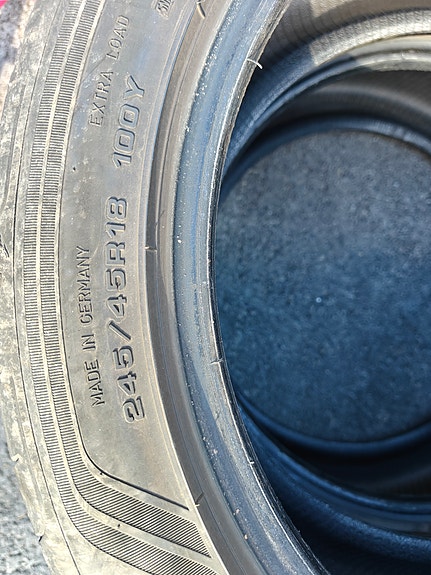 EXTRA LOAD
MADE IN GERMANY
245/45R18 100Y